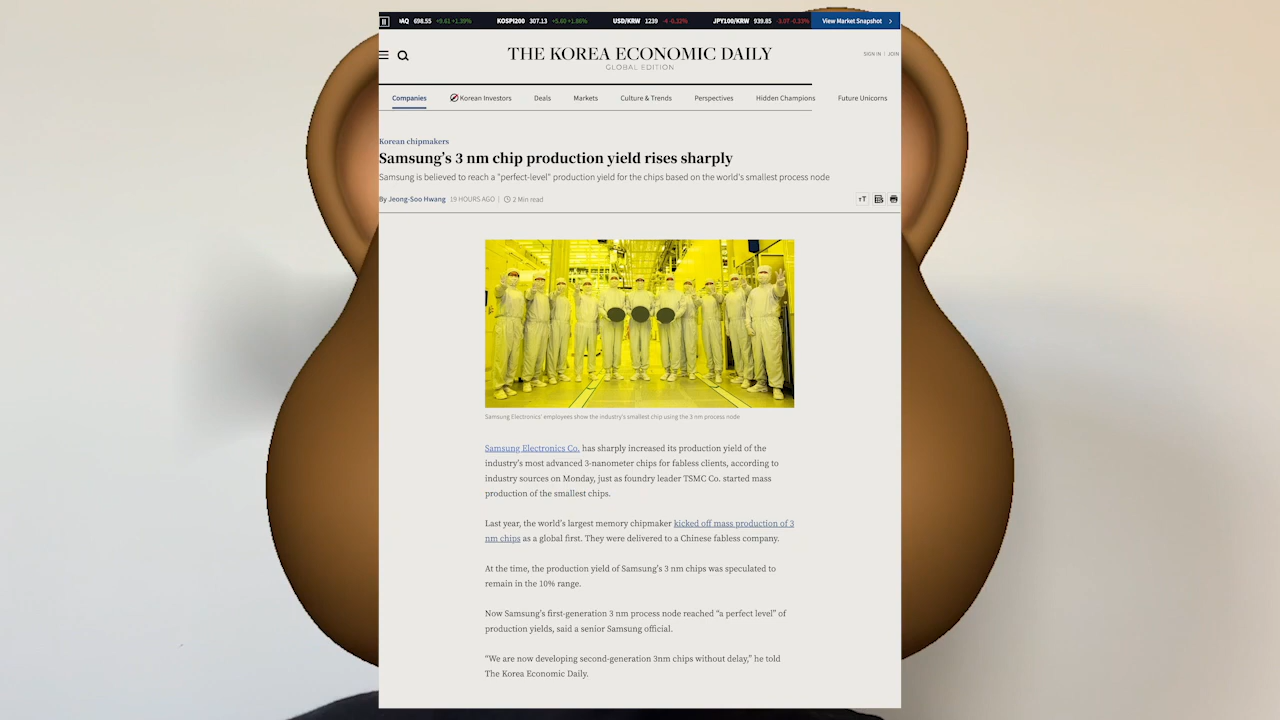 AQ 698.55 +9.61 +1.39% KOSPI200 307.13 +5.60 +1.86% USD/KRW 1239 -4 -0.32% JPY100/KRW 939.85 -3.07 -0.33% View Market Snapshot
THE KOREA ECONOMIC DAILY
GLOBAL EDITION
SIGN IN | JOIN
Companies Korean Investors Deals Markets Culture & Trends Perspectives Hidden Champions Future Unicorns
Korean chipmakers
Samsung's 3 nm chip production yield rises sharply
Samsung is believed to reach a "perfect-level" production yield for the chips based on the world's smallest process node
By Jeong-Soo Hwang 19 HOURS AGO | 2 Min read
TT
Samsung Electronics' employees show the industry's smallest chip using the 3 nm process node
Samsung Electronics Co. has sharply increased its production yield of the
industry's most advanced 3-nanometer chips for fabless clients, according to
industry sources on Monday, just as foundry leader TSMC Co. started mass
production of the smallest chips.
Last year, the world's largest memory chipmaker kicked off mass production of 3
nm chips as a global first. They were delivered to a Chinese fabless company.
At the time, the production yield of Samsung's 3 nm chips was speculated to
remain in the 10% range.
Now Samsung's first-generation 3 nm process node reached "a perfect level" of
production yields, said a senior Samsung official.
"We are now developing second-generation 3nm chips without delay," he told
The Korea Economic Daily.